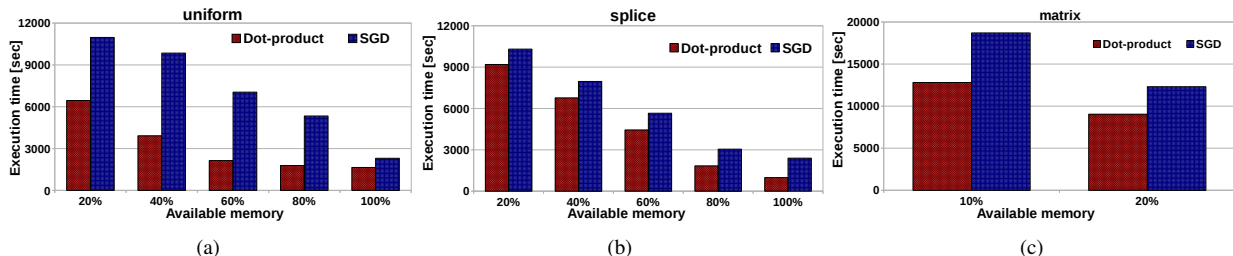 uniform
Execution time [sec]
12000
9000
6000
3000
0
Dot-product
SGD
20% 40% 60% 80% 100%
Available memory
(a)
splice
Execution time [sec]
12000
9000
6000
3000
0
Dot-product
SGD
20% 40% 60% 80% 100%
Available memory
(b)
matrix
Execution time [sec]
20000
15000
10000
5000
0
Dot-product
SGD
10% 20%
Available memory
(c)